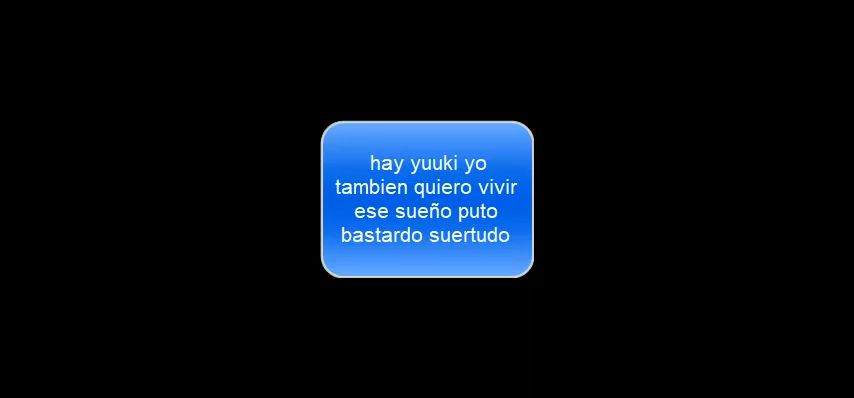 hay yuuki yo
tambien quiero vivir
ese sueño puto
bastardo suertudo